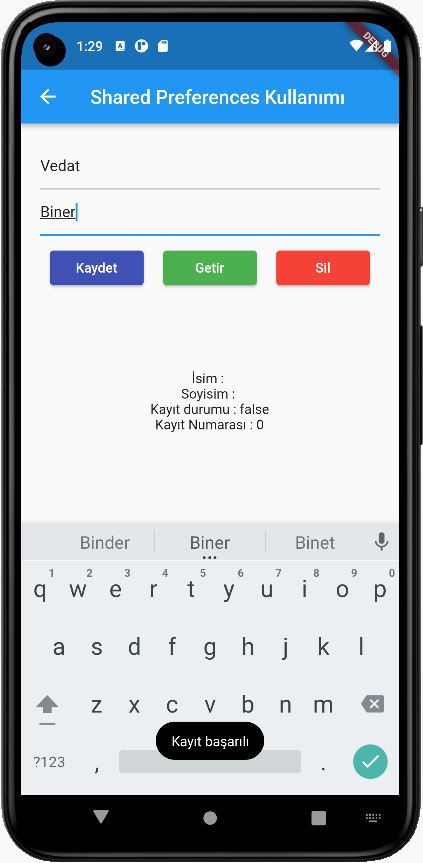 1:29
DEBUG
Shared Preferences Kullanımı
Vedat
Biner
Kaydet Getir Sil
İsim :
Soyisim :
Kayıt durumu : false
Kayıt Numarası : 0
Binder Biner Binet
1 2 3 4 5 6 7 8 9 0
q w e r t y u i o p
a s d f g h j k l
z x c v b n m
Kayıt başarılı
?123 , .